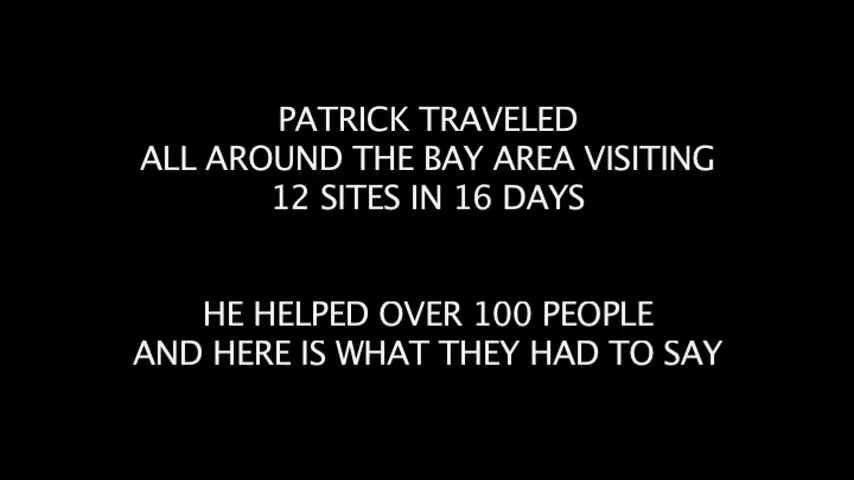 PATRICK TRAVELED
ALL AROUND THE BAY AREA VISITING
12 SITES IN 16 DAYS
HE HELPED OVER 100 PEOPLE
AND HERE IS WHAT THEY HAD TO SAY